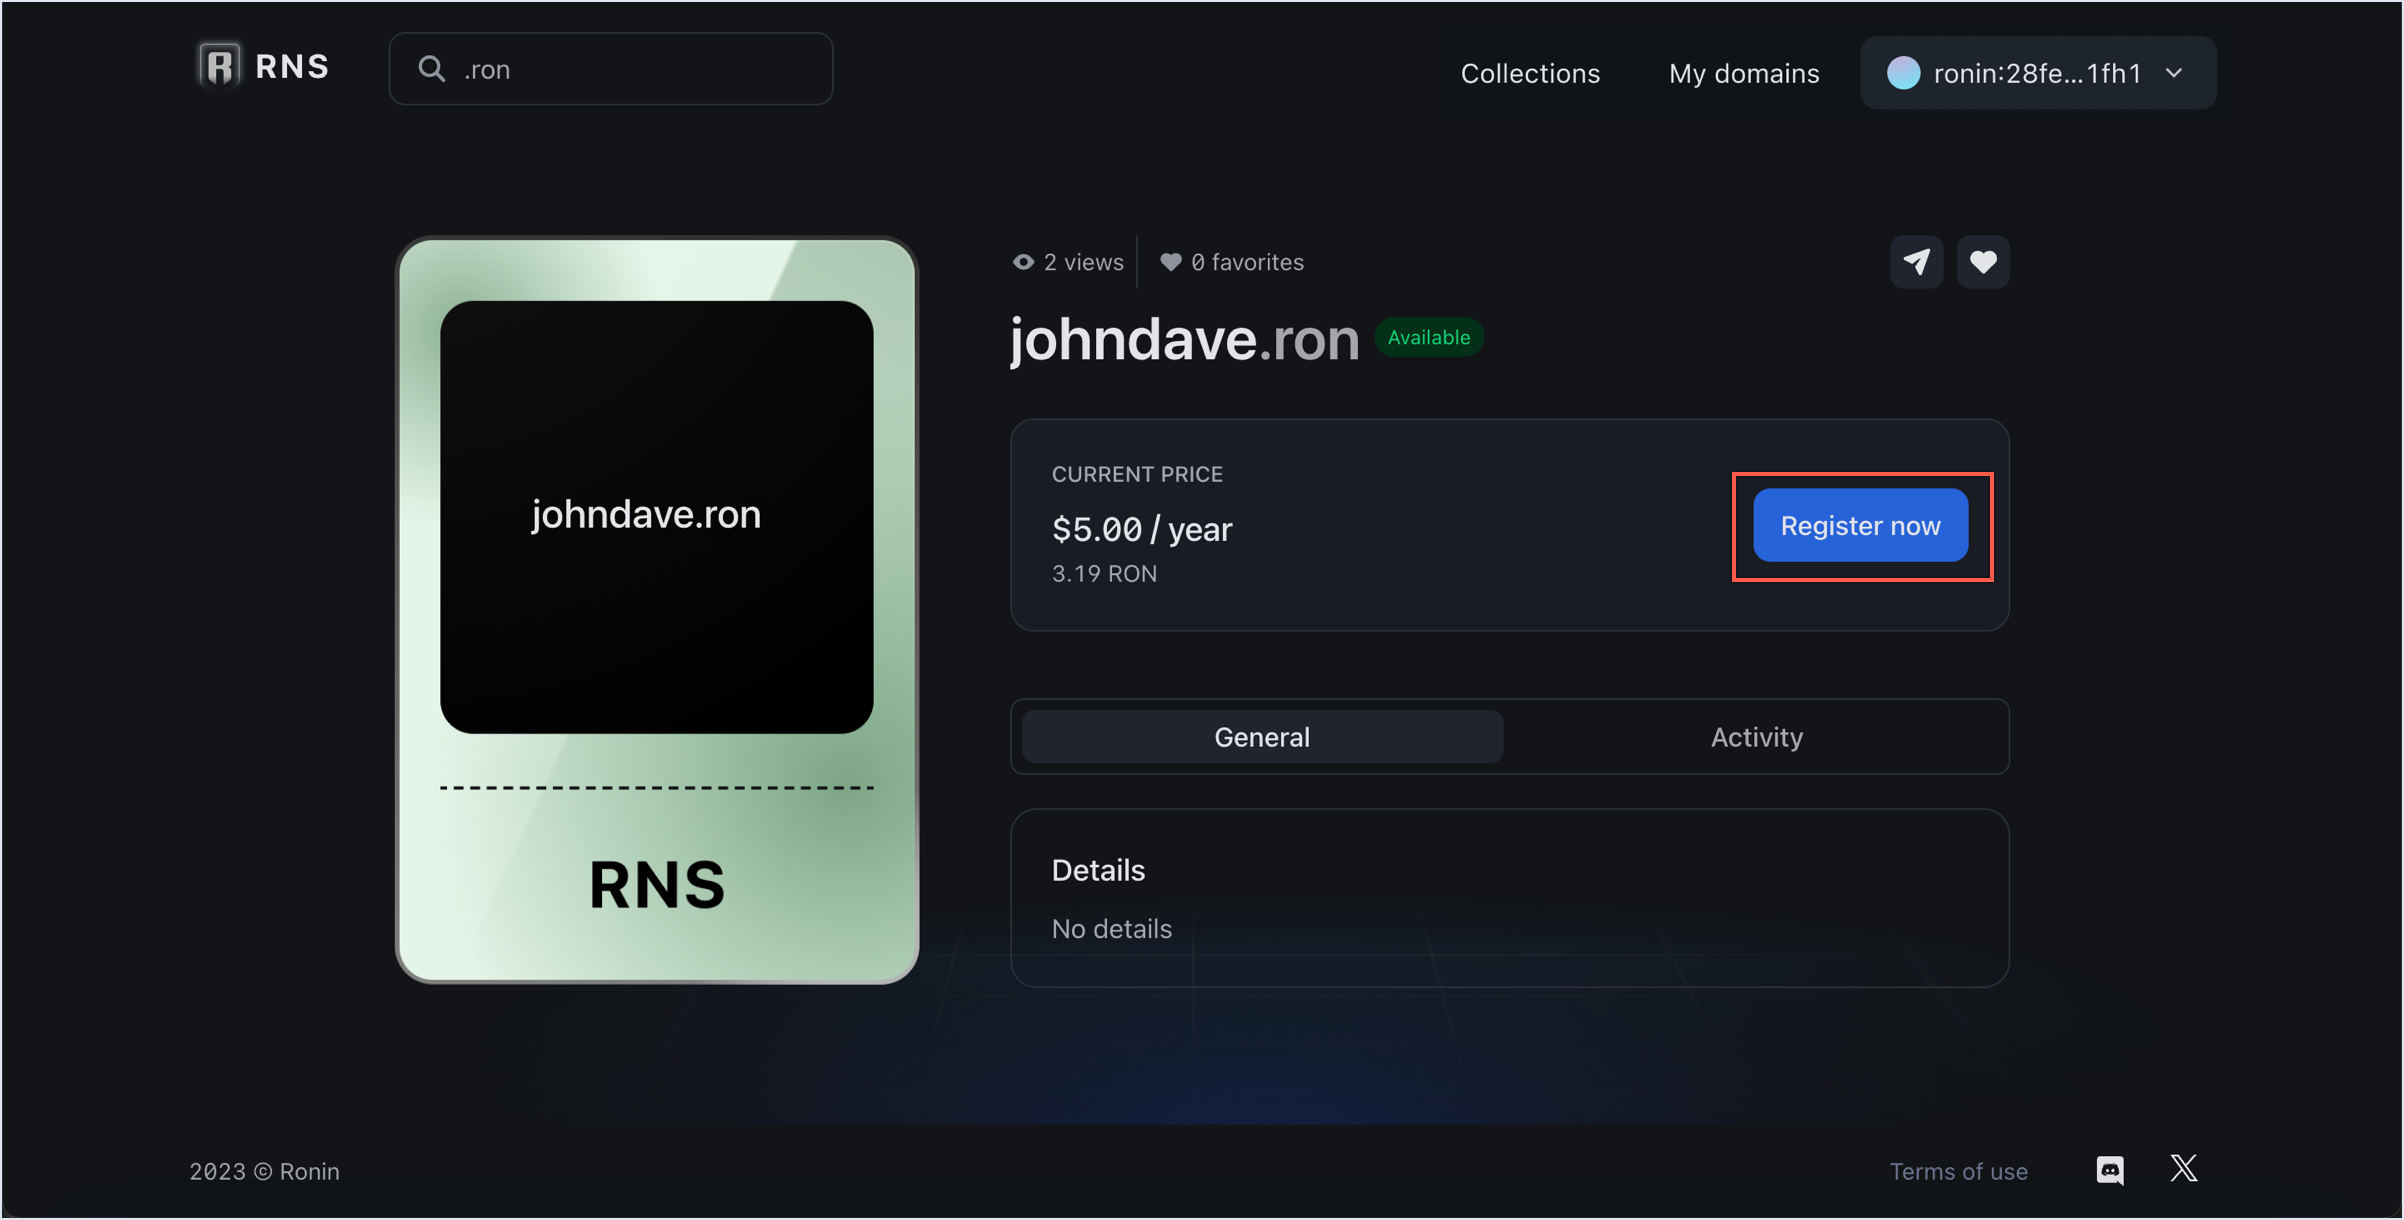 RNS
.ron
Collections
My domains
ronin:28fe...1fh1
2 views
0 favorites
johndave.ron
Available
johndave.ron
RNS
CURRENT PRICE
$5.00 / year
3.19 RON
Register now
General
Activity
Details
No details
2023 © Ronin
Terms of use